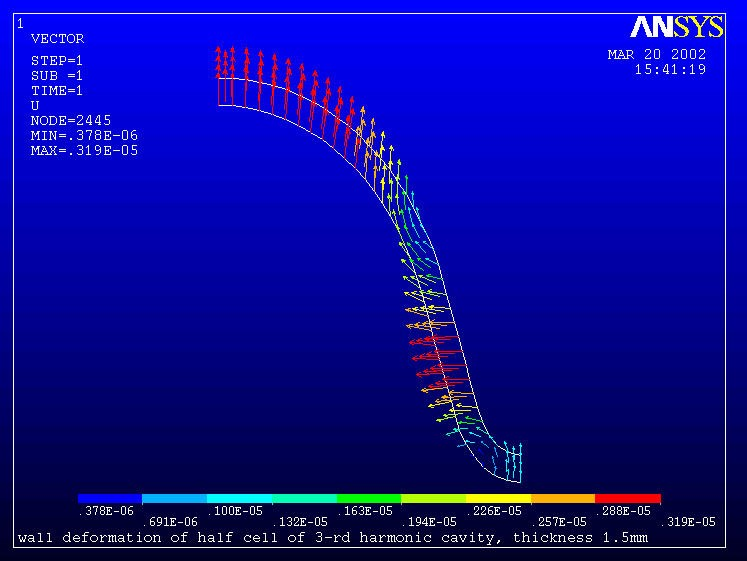 1
ANSYS
VECTOR
MAR 20 2002
15:41:19
STEP=1
SUB =1
TIME=1
U
NODE=2445
MIN=.378E-06
MAX=.319E-05
.378E-06 .100E-05 .163E-05 .226E-05 .288E-05
.691E-06 .132E-05 .194E-05 .257E-05 .319E-05
wall deformation of half cell of 3-rd harmonic cavity, thickness 1.5mm